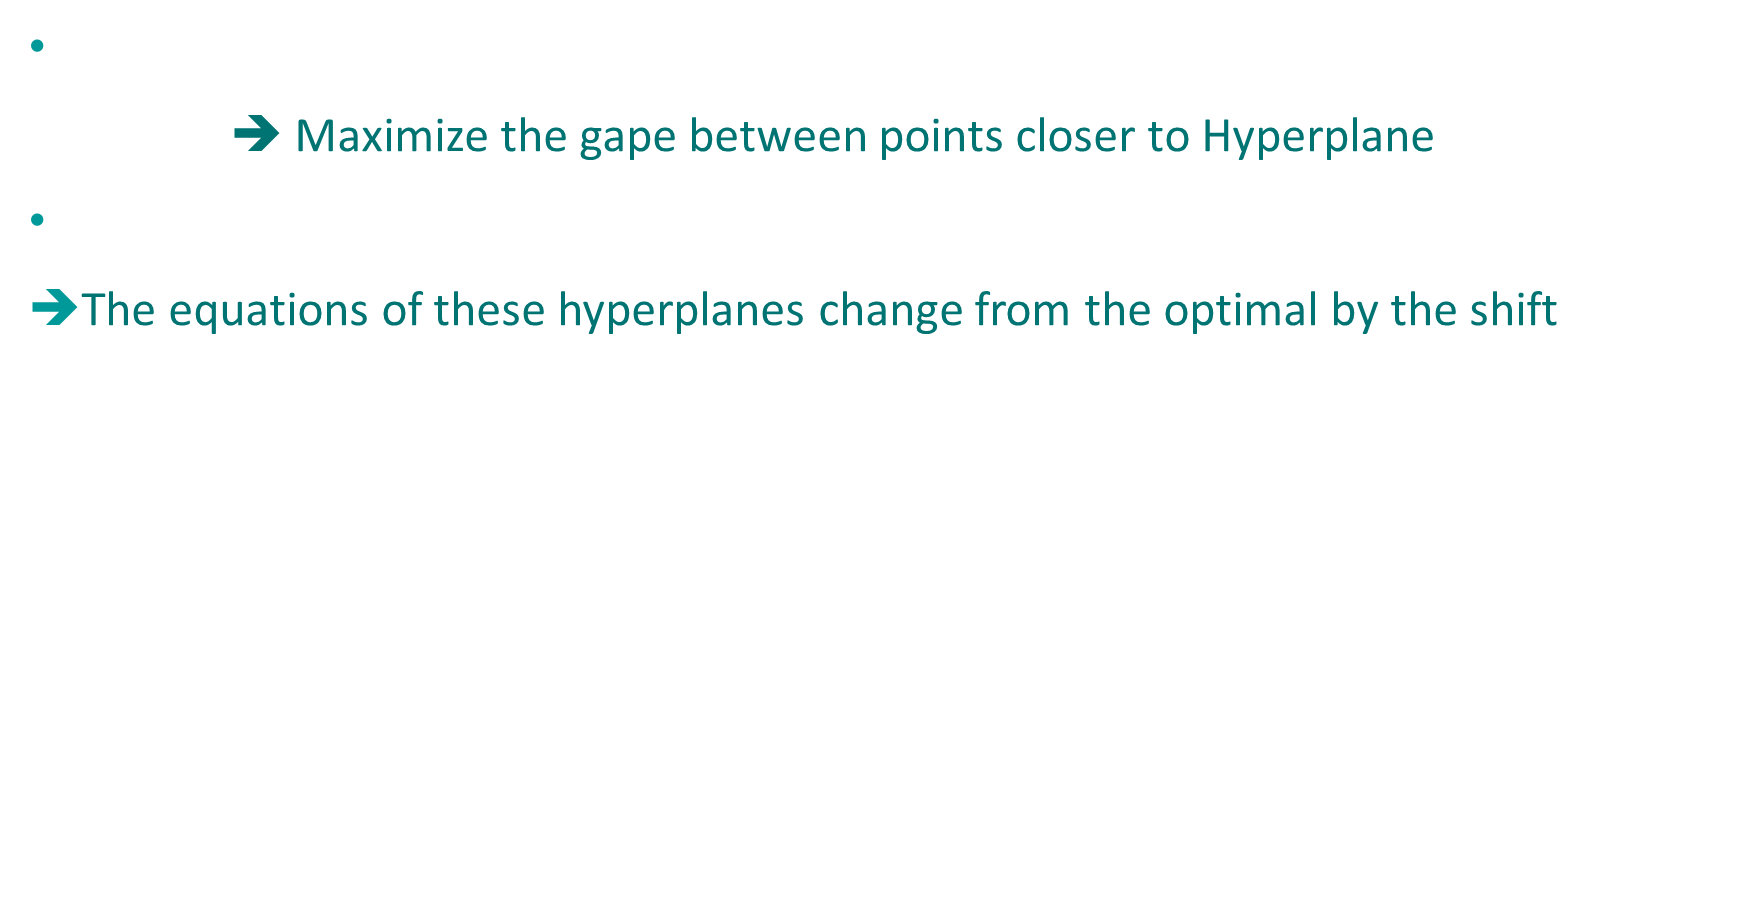 •
➔ Maximize the gape between points closer to Hyperplane
•
➔The equations of these hyperplanes change from the optimal by the shift